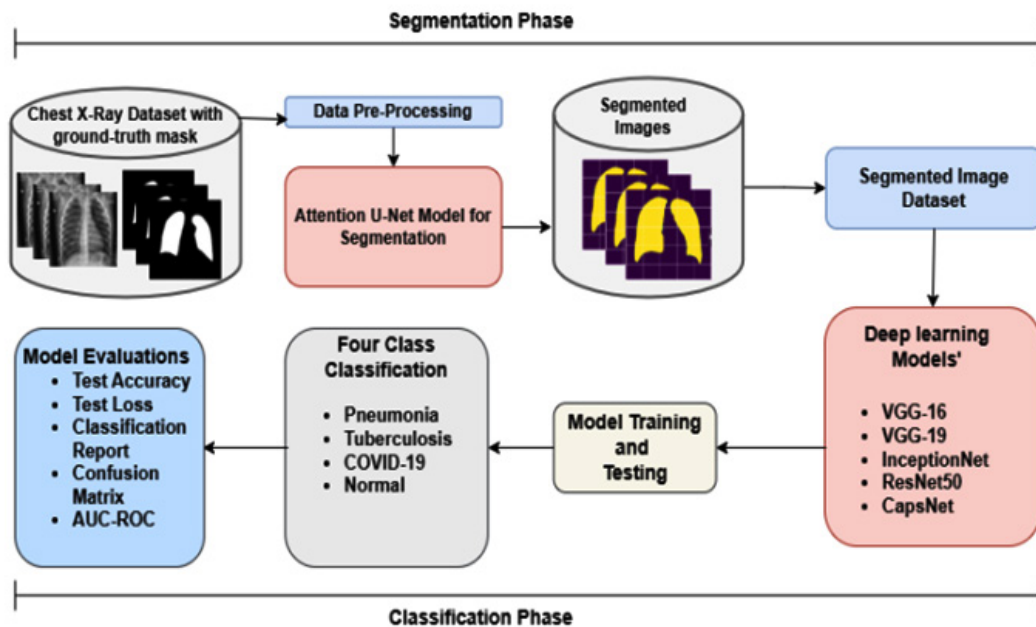 Segmentation Phase
Chest X-Ray Dataset with
ground-truth mask
Data Pre-Processing
Attention U-Net Model for
Segmentation
Segmented
Images
Segmented Image
Dataset
Deep learning
Models'
• VGG-16
• VGG-19
• InceptionNet
• ResNet50
• CapsNet
Model Training
and
Testing
Four Class
Classification
• Pneumonia
• Tuberculosis
• COVID-19
• Normal
Model Evaluations
• Test Accuracy
• Test Loss
• Classification
Report
• Confusion
Matrix
• AUC-ROC
Classification Phase